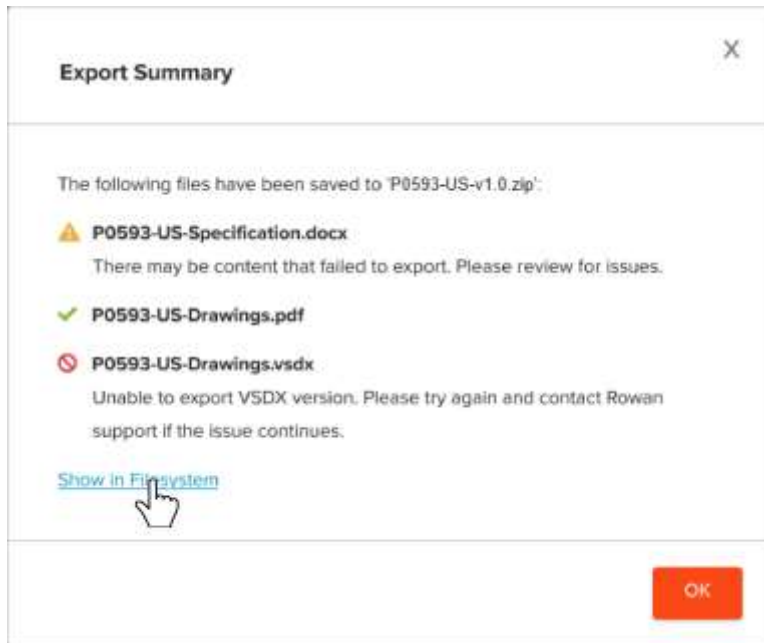 Export Summary
X
The following files have been saved to 'P0593-US-v1.0.zip':
P0593-US-Specification.docx
There may be content that failed to export. Please review for issues.
P0593-US-Drawings.pdf
P0593-US-Drawings.vsdx
Unable to export VSDX version. Please try again and contact Rowan
support if the issue continues.
Show in Filesystem
OK